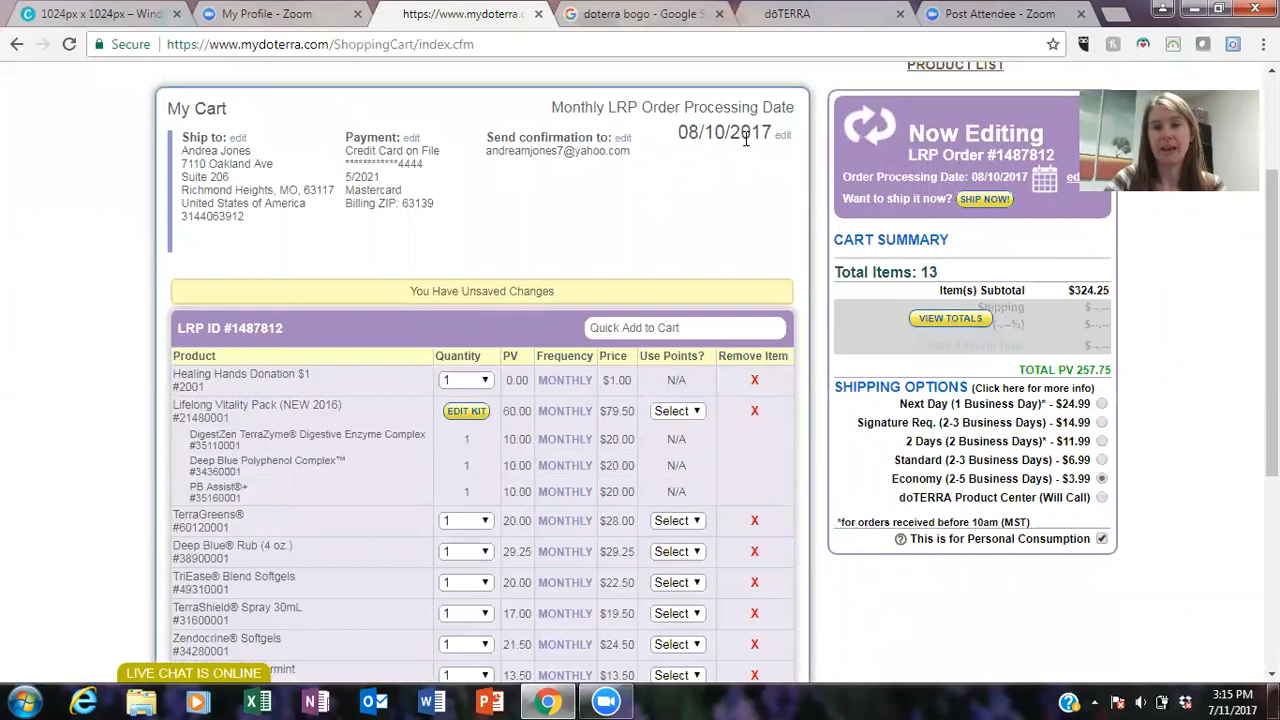 1024px x 1024px – Wind
My Profile - Zoom
https://www.mydoterra.c
doterra bogo - Google S
dōTERRA
Post Attendee - Zoom
Secure
https://www.mydoterra.com/ShoppingCart/index.cfm
PRODUCT LIST
My Cart
Monthly LRP Order Processing Date
08/10/2017 edit
Ship to: edit
Andrea Jones
7110 Oakland Ave
Suite 206
Richmond Heights, MO, 63117
United States of America
3144063912
Payment: edit
Credit Card on File
************4444
5/2021
Mastercard
Billing ZIP: 63139
Send confirmation to: edit
andreamjones7@yahoo.com
You Have Unsaved Changes
LRP ID #1487812
Quick Add to Cart
Product Quantity PV Frequency Price Use Points? Remove Item
Healing Hands Donation $1
#2001
1 0.00 MONTHLY $1.00 N/A X
Lifelong Vitality Pack (NEW 2016)
#21480001
EDIT KIT 60.00 MONTHLY $79.50 Select X
DigestZen TerraZyme® Digestive Enzyme Complex
#35110001
1 10.00 MONTHLY $20.00 N/A
Deep Blue Polyphenol Complex™
#34360001
1 10.00 MONTHLY $20.00 N/A
PB Assist®+
#35160001
1 10.00 MONTHLY $20.00 N/A
TerraGreens®
#60120001
1 20.00 MONTHLY $28.00 Select X
Deep Blue® Rub (4 oz.)
#38900001
1 29.25 MONTHLY $29.25 Select X
TriEase® Blend Softgels
#49310001
1 20.00 MONTHLY $22.50 Select X
TerraShield® Spray 30mL
#31600001
1 17.00 MONTHLY $19.50 Select X
Zendocrine® Softgels
#34280001
1 21.50 MONTHLY $24.50 Select X
1 13.50 MONTHLY $13.50 Select X
LIVE CHAT IS ONLINE
Now Editing
LRP Order #1487812
Order Processing Date: 08/10/2017 ed
Want to ship it now? SHIP NOW!
CART SUMMARY
Total Items: 13
Item(s) Subtotal $324.25
Shipping $--.--
(.--%) $--.--
$--.--
VIEW TOTALS
TOTAL PV 257.75
SHIPPING OPTIONS (Click here for more info)
Next Day (1 Business Day)* - $24.99
Signature Req. (2-3 Business Days) - $14.99
2 Days (2 Business Days)* - $11.99
Standard (2-3 Business Days) - $6.99
Economy (2-5 Business Days) - $3.99
doTERRA Product Center (Will Call)
*for orders received before 10am (MST)
This is for Personal Consumption
3:15 PM
7/11/2017